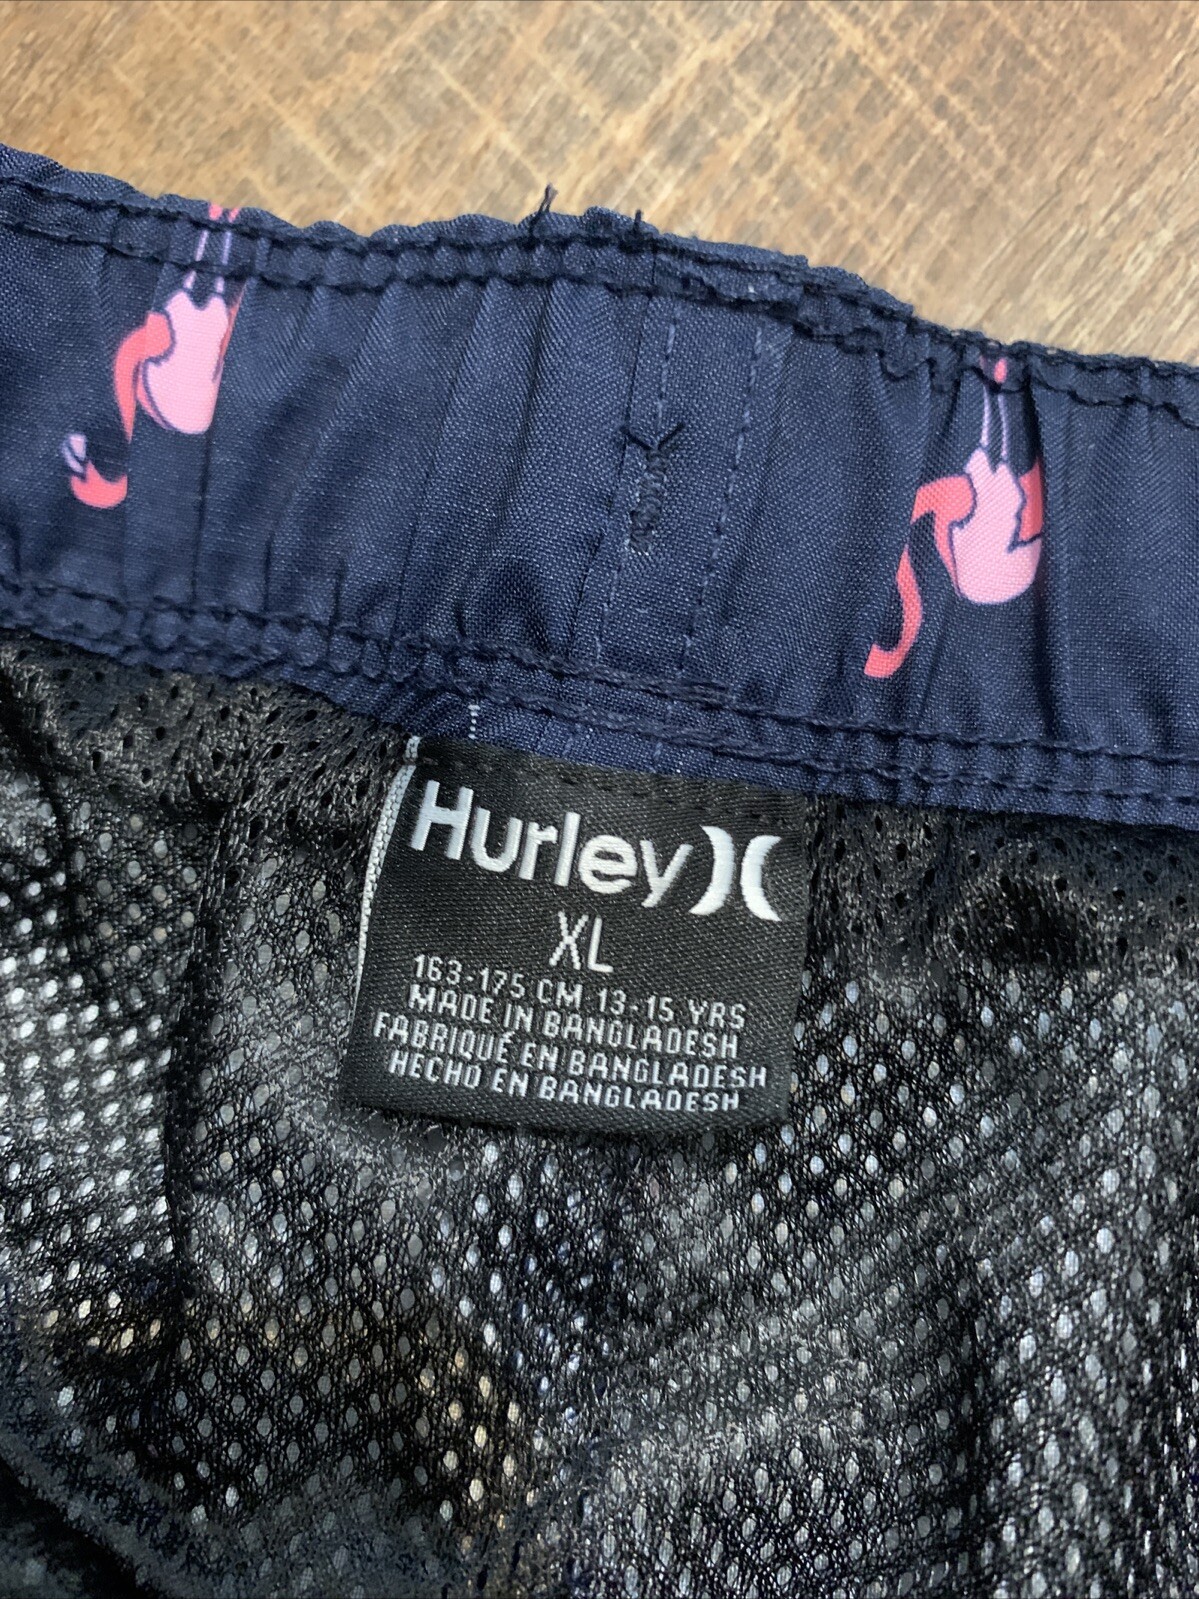 Hurley
XL
163-175 CM 13-15 YRS
MADE IN BANGLADESH
FABRIQUÉ EN BANGLADESH
HECHO EN BANGLADESH